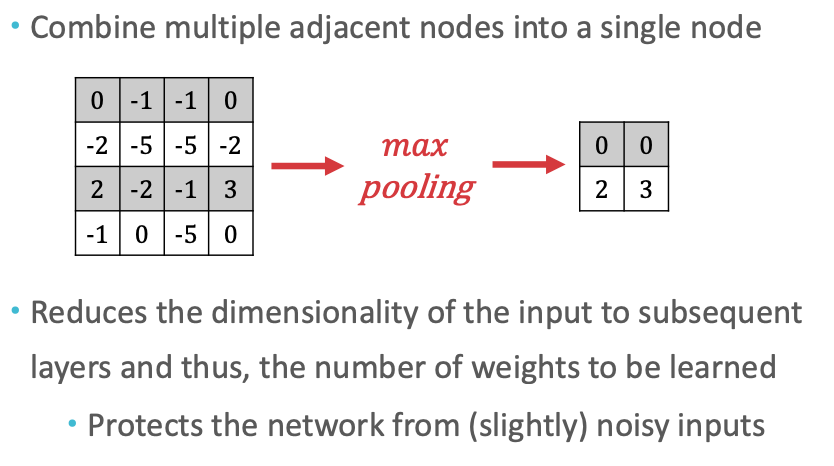 • Combine multiple adjacent nodes into a single node
0 -1 -1 0
-2 -5 -5 -2
2 -2 -1 3
-1 0 -5 0
max
pooling
0 0
2 3
• Reduces the dimensionality of the input to subsequent
layers and thus, the number of weights to be learned
• Protects the network from (slightly) noisy inputs